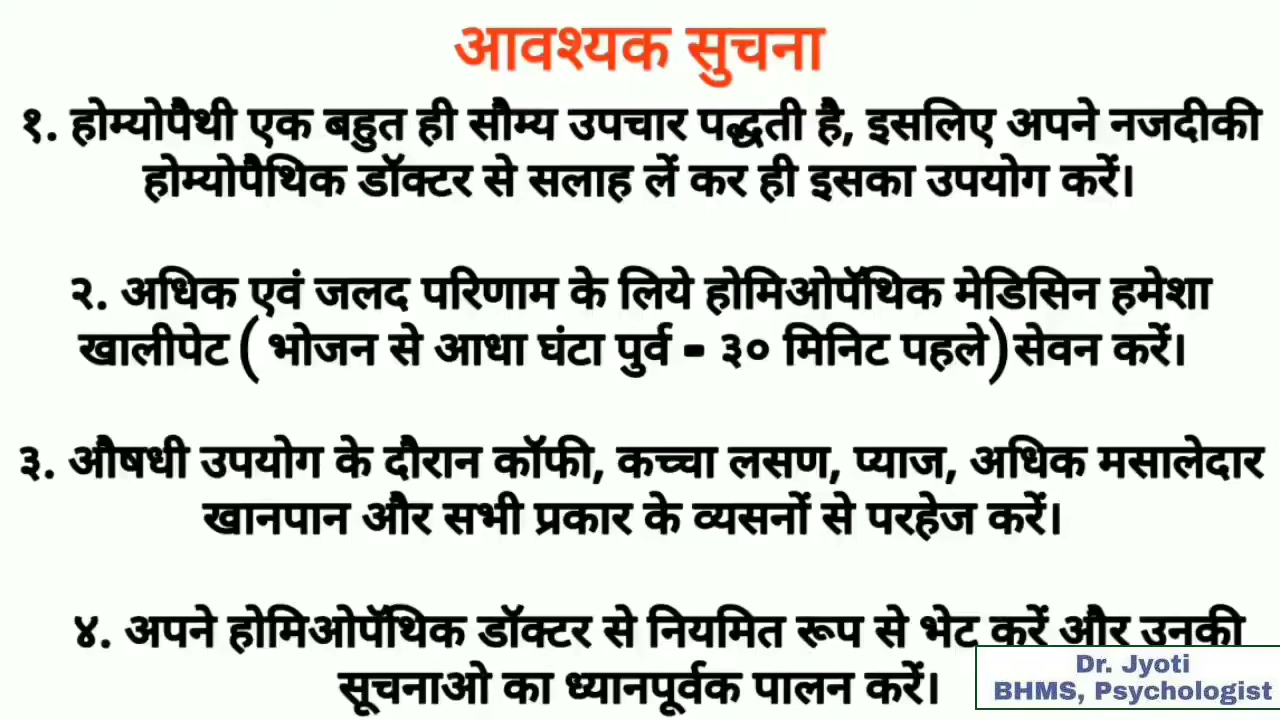 आवश्यक सुचना
१. होम्योपैथी एक बहुत ही सौम्य उपचार पद्धती है, इसलिए अपने नजदीकी
होम्योपैथिक डॉक्टर से सलाह लें कर ही इसका उपयोग करें।
२. अधिक एवं जलद परिणाम के लिये होमिओपॅथिक मेडिसिन हमेशा
खालीपेट ( भोजन से आधा घंटा पुर्व - ३० मिनिट पहले) सेवन करें।
३. औषधी उपयोग के दौरान कॉफी, कच्चा लसण, प्याज, अधिक मसालेदार
खानपान और सभी प्रकार के व्यसनों से परहेज करें।
४. अपने होमिओपॅथिक डॉक्टर से नियमित रूप से भेट करें और उनकी
सूचनाओ का ध्यानपूर्वक पालन करें।
Dr. Jyoti
BHMS, Psychologist